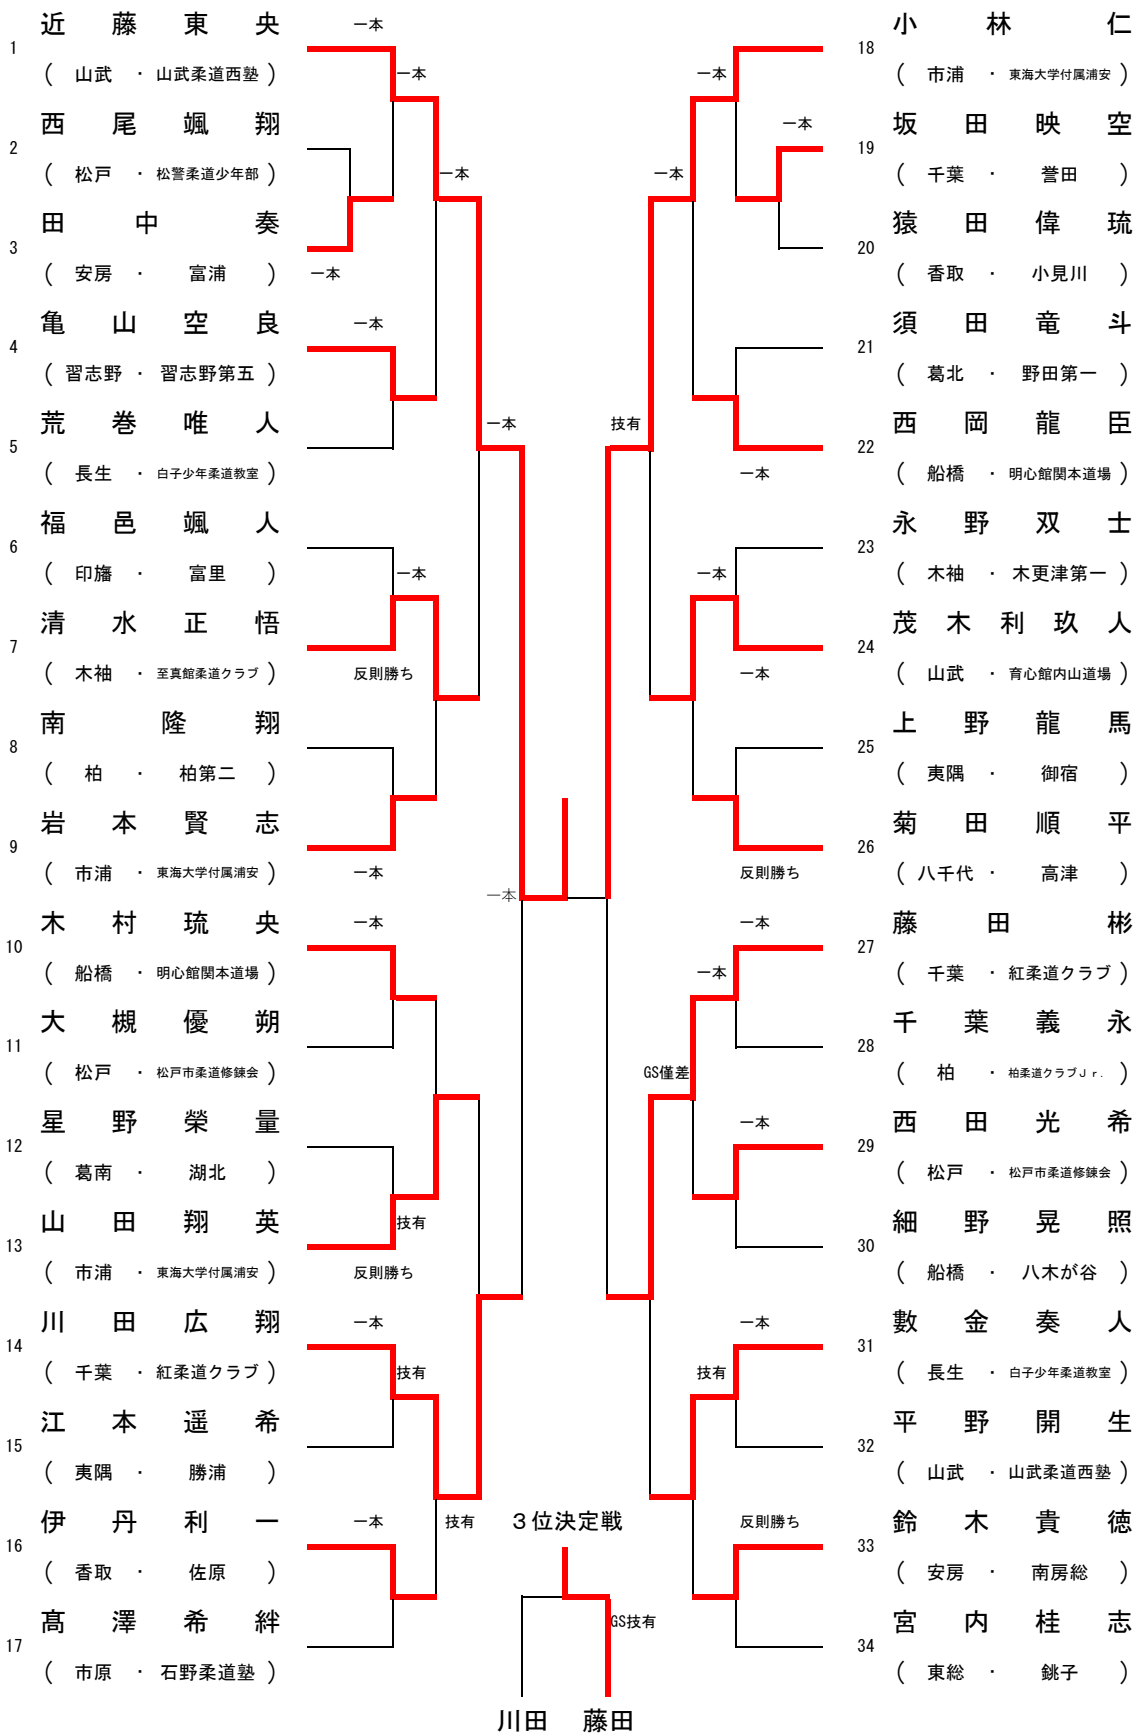 近藤東央
一本
1
( 山武 ・ 山武柔道西塾 )
一本
西尾颯翔
2
( 松戸 ・ 松警柔道少年部 )
一本
田中奏
3
( 安房 ・ 富浦 )
一本
亀山空良
一本
4
( 習志野 ・ 習志野第五 )
荒巻唯人
一本
5
( 長生 ・ 白子少年柔道教室 )
福邑颯人
6
( 印旛 ・ 富里 )
一本
清水正悟
7
( 木袖 ・ 至真館柔道クラブ )
反則勝ち
南隆翔
8
( 柏 ・ 柏第二 )
岩本賢志
9
( 市浦 ・ 東海大学付属浦安 )
一本
一本
木村琉央
一本
10
( 船橋 ・ 明心館関本道場 )
大槻優朔
11
( 松戸 ・ 松戸市柔道修錬会 )
星野榮量
12
( 葛南 ・ 湖北 )
山田翔英
技有
13
( 市浦 ・ 東海大学付属浦安 )
反則勝ち
川田広翔
一本
14
( 千葉 ・ 紅柔道クラブ )
技有
江本遥希
15
( 夷隅 ・ 勝浦 )
伊丹利一
一本
技有
16
( 香取 ・ 佐原 )
髙澤希絆
17
( 市原 ・ 石野柔道塾 )
小林仁
18
( 市浦 ・ 東海大学付属浦安 )
一本
坂田映空
一本
19
( 千葉 ・ 誉田 )
一本
猿田偉琉
20
( 香取 ・ 小見川 )
須田竜斗
21
( 葛北 ・ 野田第一 )
西岡龍臣
技有
22
( 船橋 ・ 明心館関本道場 )
一本
永野双士
23
( 木袖 ・ 木更津第一 )
一本
茂木利玖人
24
( 山武 ・ 育心館内山道場 )
一本
上野龍馬
25
( 夷隅 ・ 御宿 )
菊田順平
26
( 八千代 ・ 高津 )
反則勝ち
藤田彬
一本
27
( 千葉 ・ 紅柔道クラブ )
一本
千葉義永
28
( 柏 ・ 柏柔道クラブJr. )
GS僅差
西田光希
一本
29
( 松戸 ・ 松戸市柔道修錬会 )
細野晃照
30
( 船橋 ・ 八木が谷 )
數金奏人
一本
31
( 長生 ・ 白子少年柔道教室 )
技有
平野開生
32
( 山武 ・ 山武柔道西塾 )
鈴木貴徳
反則勝ち
33
( 安房 ・ 南房総 )
宮内桂志
34
( 東総 ・ 銚子 )
3位決定戦
GS技有
川田 藤田